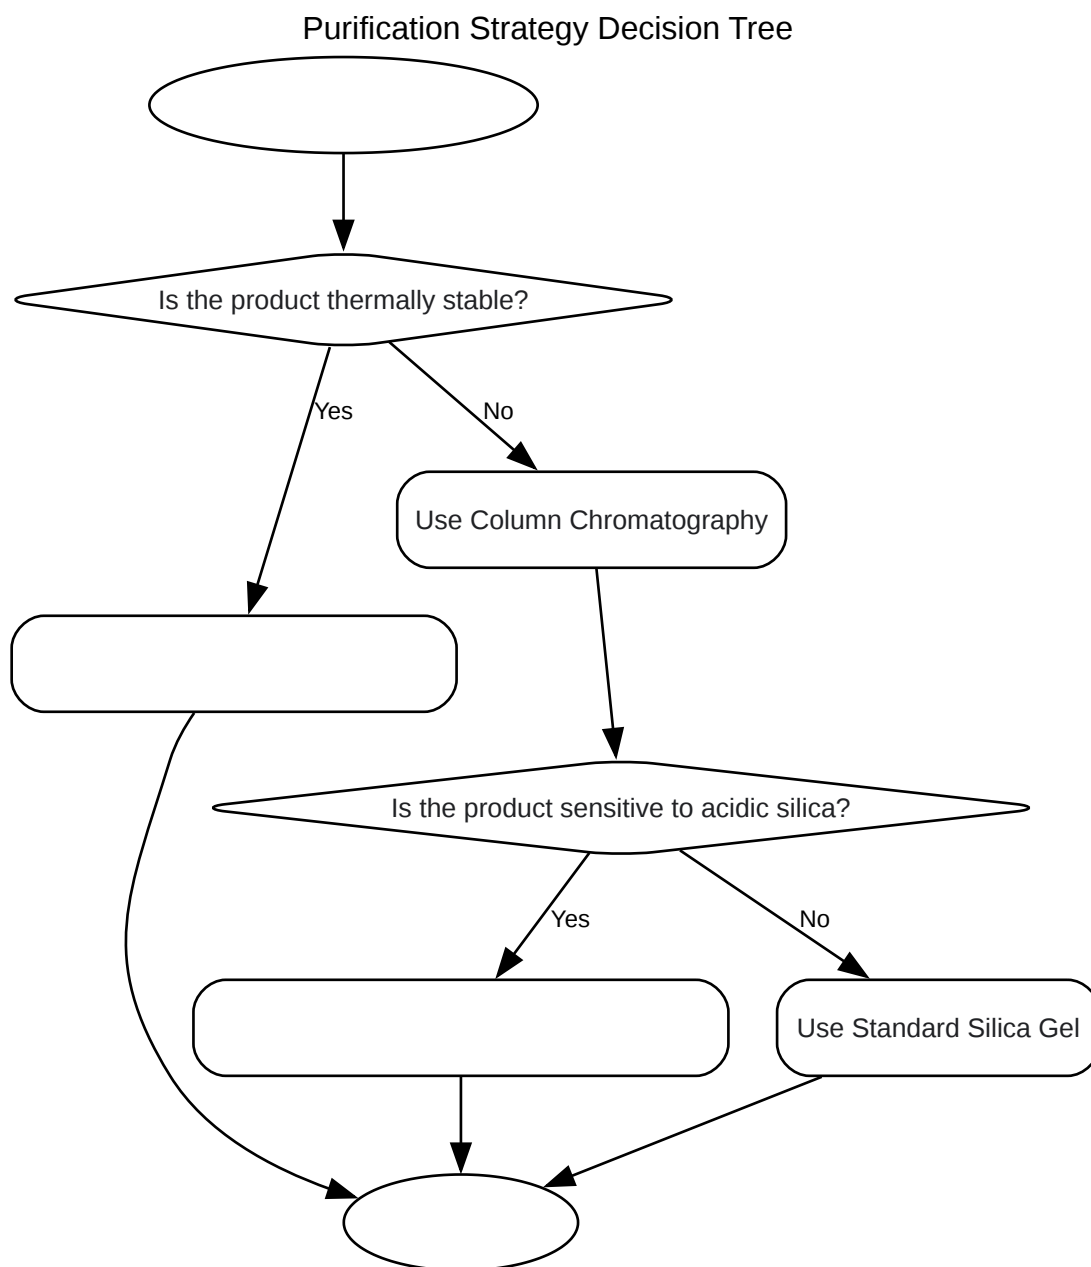 Purification Strategy Decision Tree
Is the product thermally stable?
Yes
No
Use Column Chromatography
Is the product sensitive to acidic silica?
Yes
No
Use Standard Silica Gel